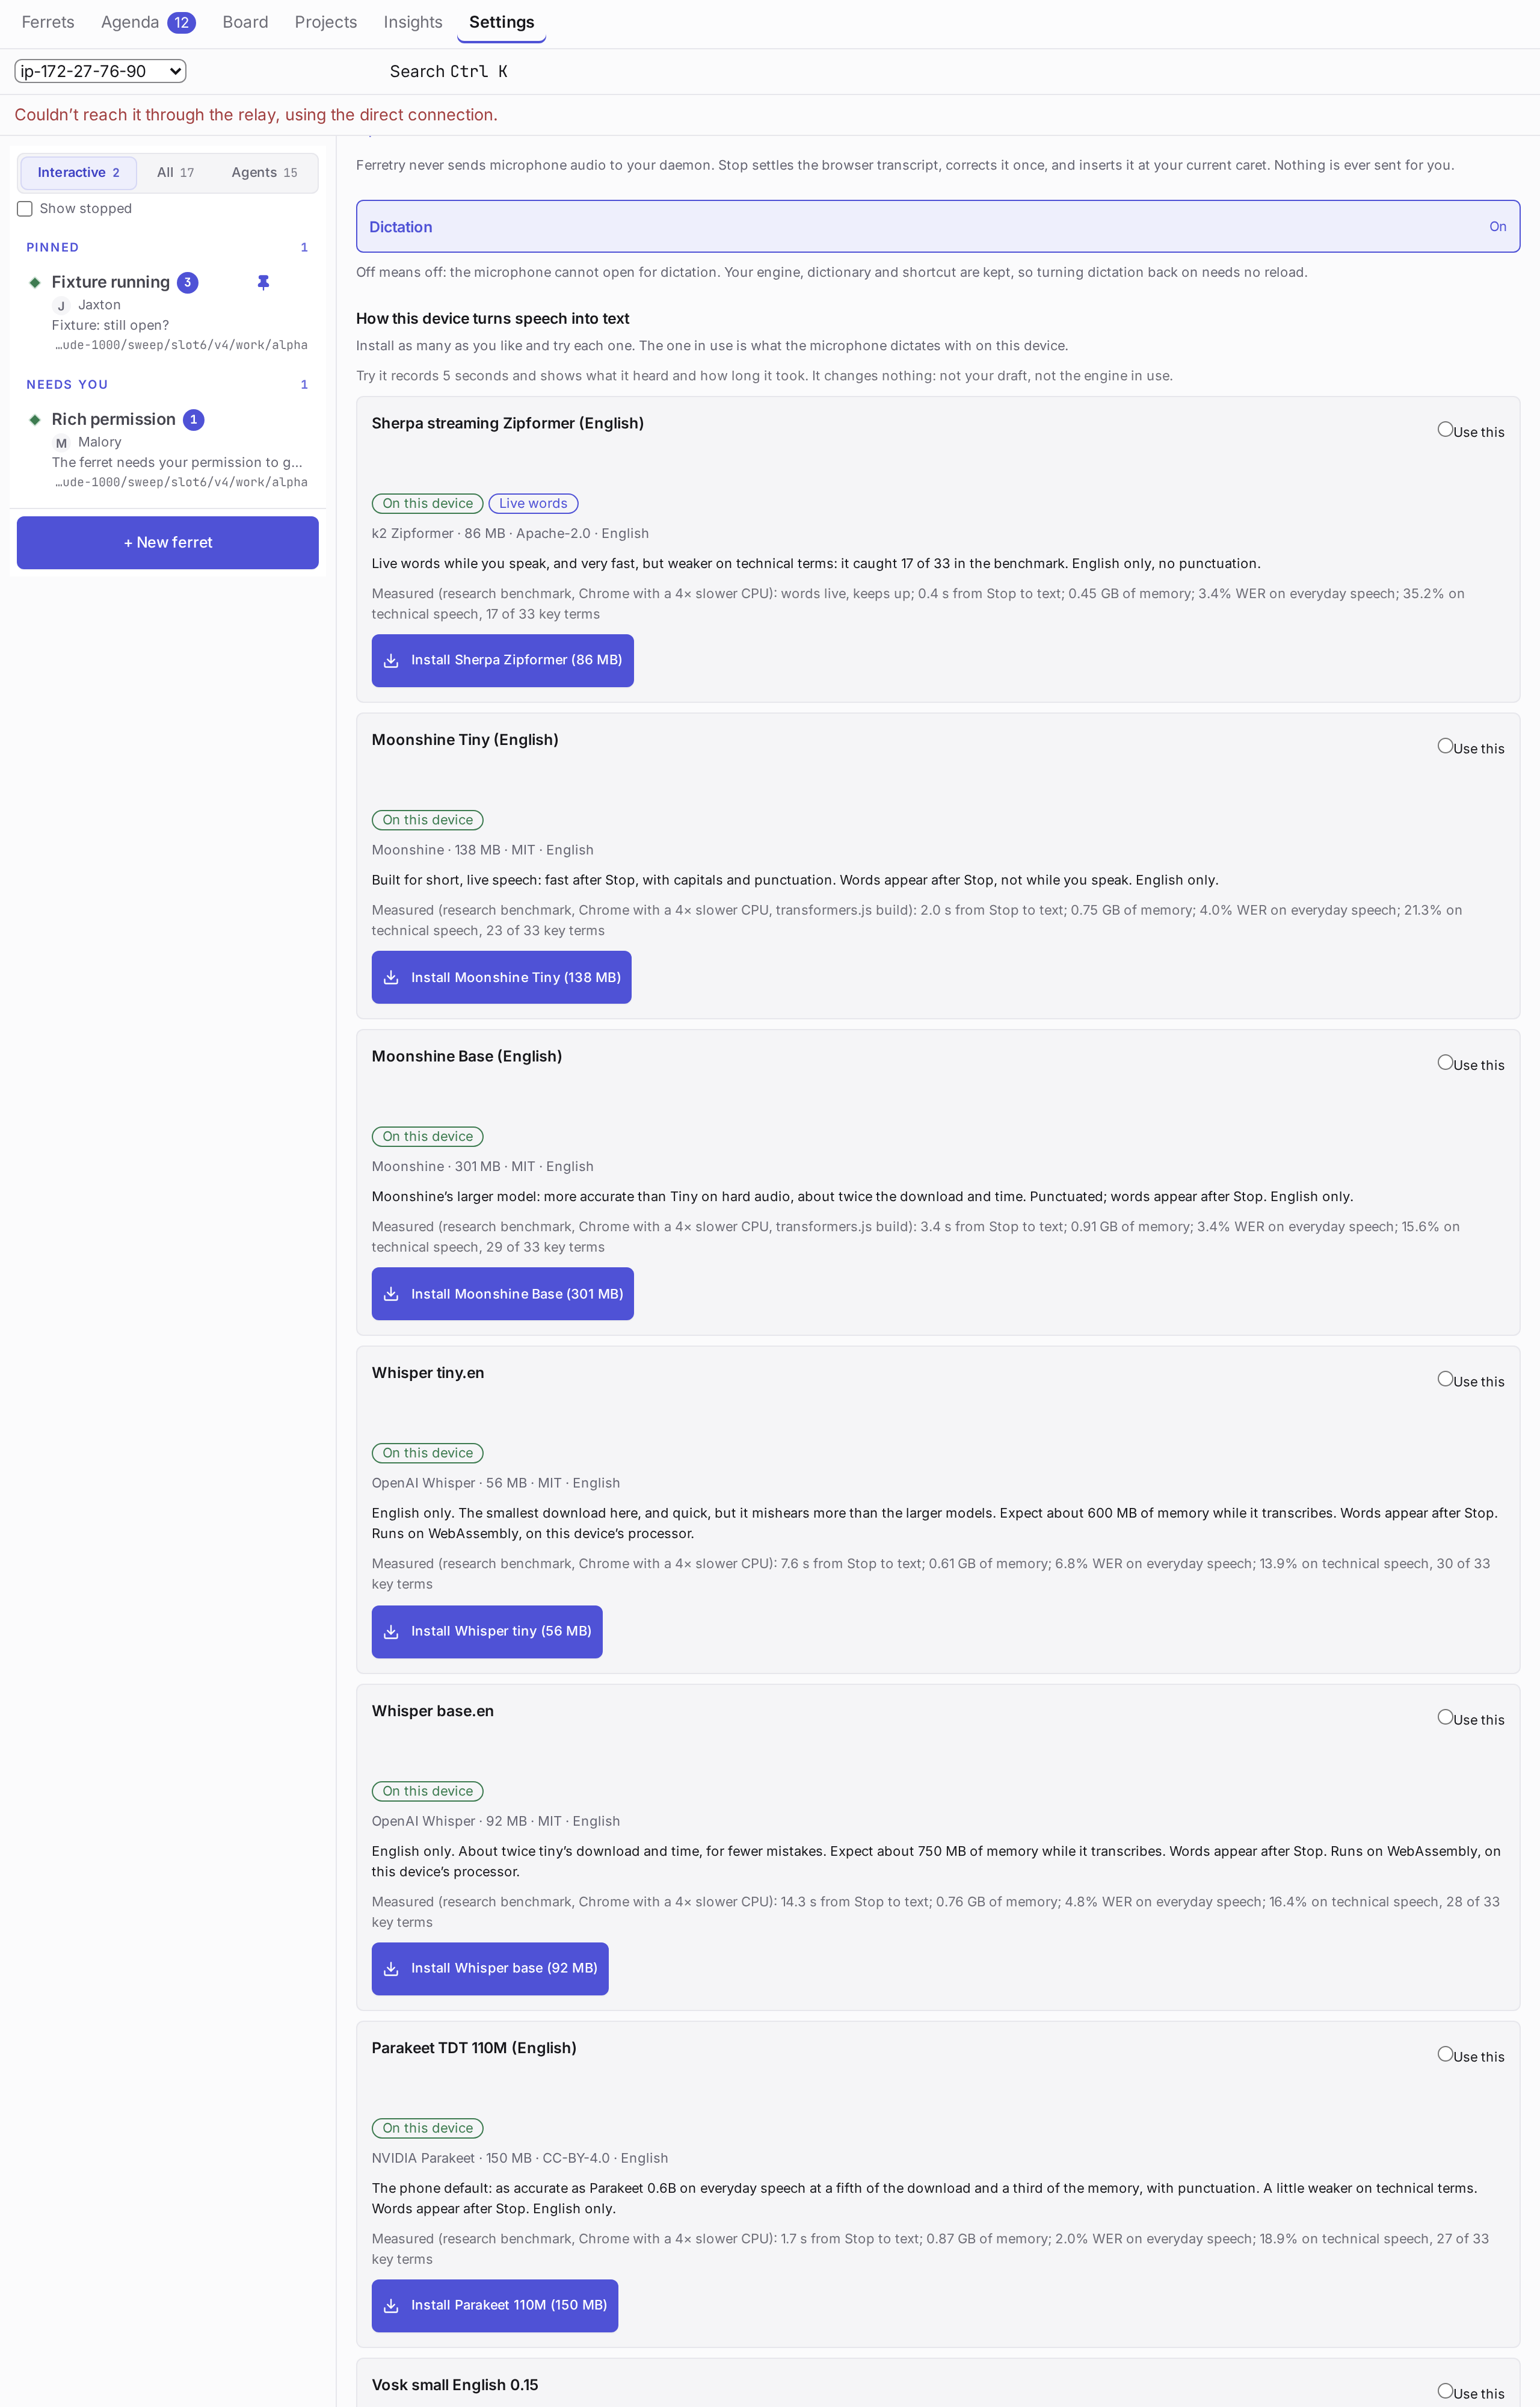 Ferrets Agenda 12 Board Projects Insights Settings
ip-172-27-76-90 Search Ctrl K
Couldn’t reach it through the relay, using the direct connection.
Interactive 2 All 17 Agents 15
Show stopped
PINNED 1
Fixture running 3
J Jaxton
Fixture: still open?
…ude-1000/sweep/slot6/v4/work/alpha
NEEDS YOU 1
Rich permission 1
M Malory
The ferret needs your permission to g…
…ude-1000/sweep/slot6/v4/work/alpha
+ New ferret
Ferretry never sends microphone audio to your daemon. Stop settles the browser transcript, corrects it once, and inserts it at your current caret. Nothing is ever sent for you.
Dictation On
Off means off: the microphone cannot open for dictation. Your engine, dictionary and shortcut are kept, so turning dictation back on needs no reload.
How this device turns speech into text
Install as many as you like and try each one. The one in use is what the microphone dictates with on this device.
Try it records 5 seconds and shows what it heard and how long it took. It changes nothing: not your draft, not the engine in use.
Sherpa streaming Zipformer (English) Use this
On this device Live words
k2 Zipformer · 86 MB · Apache-2.0 · English
Live words while you speak, and very fast, but weaker on technical terms: it caught 17 of 33 in the benchmark. English only, no punctuation.
Measured (research benchmark, Chrome with a 4× slower CPU): words live, keeps up; 0.4 s from Stop to text; 0.45 GB of memory; 3.4% WER on everyday speech; 35.2% on
technical speech, 17 of 33 key terms
Install Sherpa Zipformer (86 MB)
Moonshine Tiny (English) Use this
On this device
Moonshine · 138 MB · MIT · English
Built for short, live speech: fast after Stop, with capitals and punctuation. Words appear after Stop, not while you speak. English only.
Measured (research benchmark, Chrome with a 4× slower CPU, transformers.js build): 2.0 s from Stop to text; 0.75 GB of memory; 4.0% WER on everyday speech; 21.3% on
technical speech, 23 of 33 key terms
Install Moonshine Tiny (138 MB)
Moonshine Base (English) Use this
On this device
Moonshine · 301 MB · MIT · English
Moonshine’s larger model: more accurate than Tiny on hard audio, about twice the download and time. Punctuated; words appear after Stop. English only.
Measured (research benchmark, Chrome with a 4× slower CPU, transformers.js build): 3.4 s from Stop to text; 0.91 GB of memory; 3.4% WER on everyday speech; 15.6% on
technical speech, 29 of 33 key terms
Install Moonshine Base (301 MB)
Whisper tiny.en Use this
On this device
OpenAI Whisper · 56 MB · MIT · English
English only. The smallest download here, and quick, but it mishears more than the larger models. Expect about 600 MB of memory while it transcribes. Words appear after Stop.
Runs on WebAssembly, on this device’s processor.
Measured (research benchmark, Chrome with a 4× slower CPU): 7.6 s from Stop to text; 0.61 GB of memory; 6.8% WER on everyday speech; 13.9% on technical speech, 30 of 33
key terms
Install Whisper tiny (56 MB)
Whisper base.en Use this
On this device
OpenAI Whisper · 92 MB · MIT · English
English only. About twice tiny’s download and time, for fewer mistakes. Expect about 750 MB of memory while it transcribes. Words appear after Stop. Runs on WebAssembly, on
this device’s processor.
Measured (research benchmark, Chrome with a 4× slower CPU): 14.3 s from Stop to text; 0.76 GB of memory; 4.8% WER on everyday speech; 16.4% on technical speech, 28 of 33
key terms
Install Whisper base (92 MB)
Parakeet TDT 110M (English) Use this
On this device
NVIDIA Parakeet · 150 MB · CC-BY-4.0 · English
The phone default: as accurate as Parakeet 0.6B on everyday speech at a fifth of the download and a third of the memory, with punctuation. A little weaker on technical terms.
Words appear after Stop. English only.
Measured (research benchmark, Chrome with a 4× slower CPU): 1.7 s from Stop to text; 0.87 GB of memory; 2.0% WER on everyday speech; 18.9% on technical speech, 27 of 33
key terms
Install Parakeet 110M (150 MB)
Vosk small English 0.15 Use this